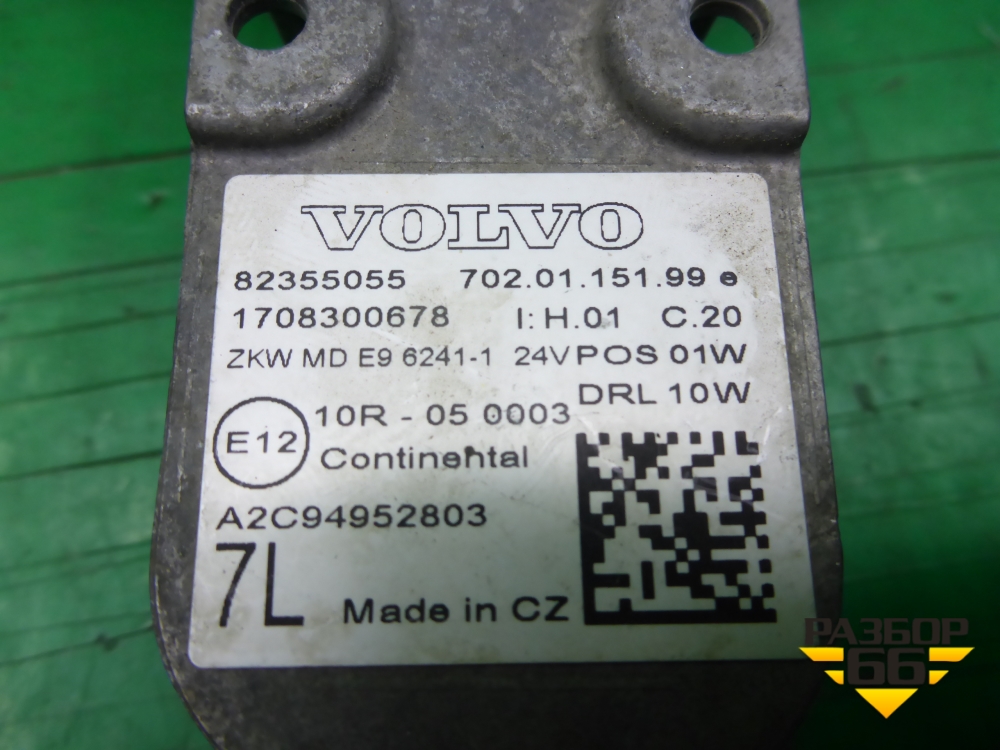 VOLVO
82355055 702.01.151.99 e
1708300678 I: H.01 C.20
ZKW MD E9 6241-1 24V POS 01W
DRL 10W
E12 10R - 05 0003
Continental
A2C94952803
7L Made in CZ
РАЗБОР
66